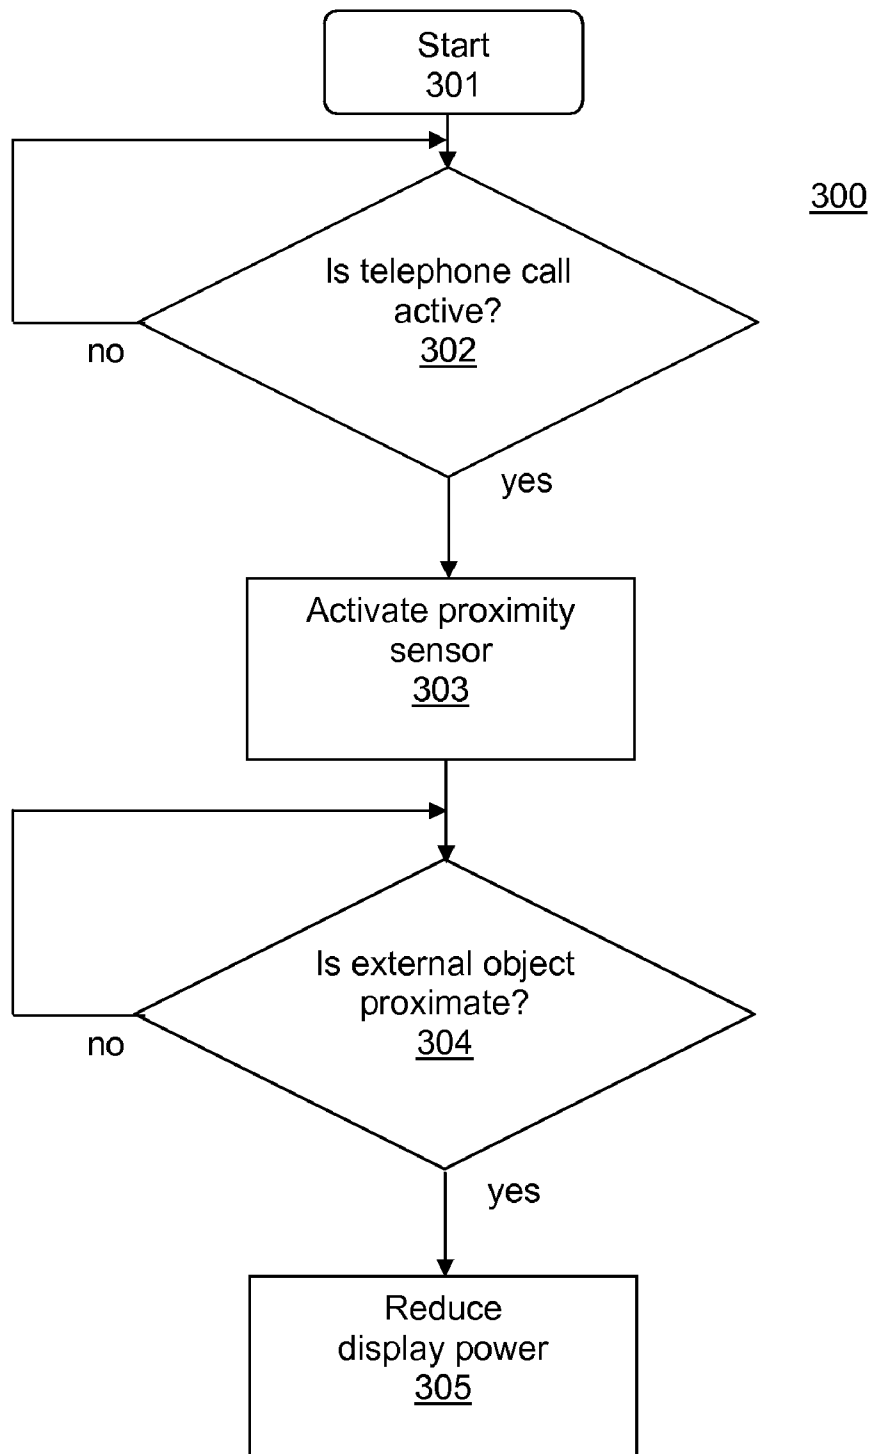 Start
301
300
Is telephone call
active?
302
no
yes
Activate proximity
sensor
303
Is external object
proximate?
304
no
yes
Reduce
display power
305